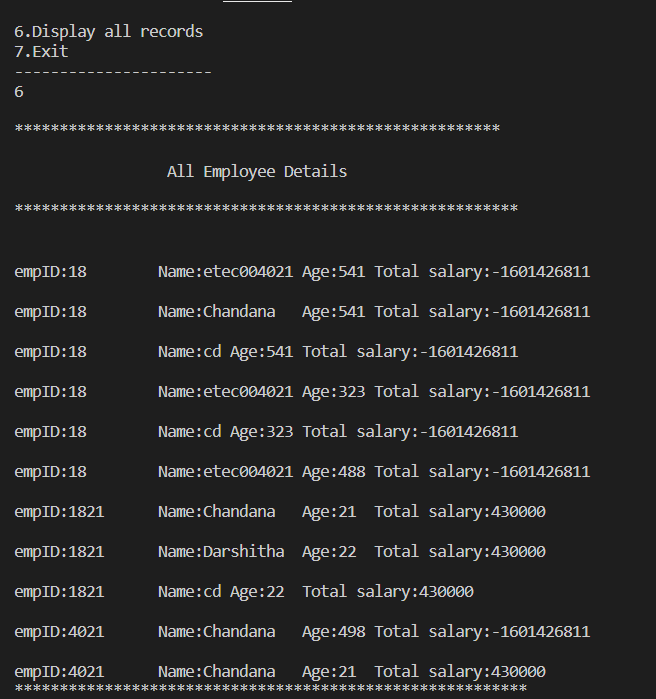 6.Display all records
7.Exit
----------------------
6
******************************************************
All Employee Details
********************************************************
empID:18 Name:etec004021 Age:541 Total salary:-1601426811
empID:18 Name:Chandana Age:541 Total salary:-1601426811
empID:18 Name:cd Age:541 Total salary:-1601426811
empID:18 Name:etec004021 Age:323 Total salary:-1601426811
empID:18 Name:cd Age:323 Total salary:-1601426811
empID:18 Name:etec004021 Age:488 Total salary:-1601426811
empID:1821 Name:Chandana Age:21 Total salary:430000
empID:1821 Name:Darshitha Age:22 Total salary:430000
empID:1821 Name:cd Age:22 Total salary:430000
empID:4021 Name:Chandana Age:498 Total salary:-1601426811
empID:4021 Name:Chandana Age:21 Total salary:430000
*********************************************************